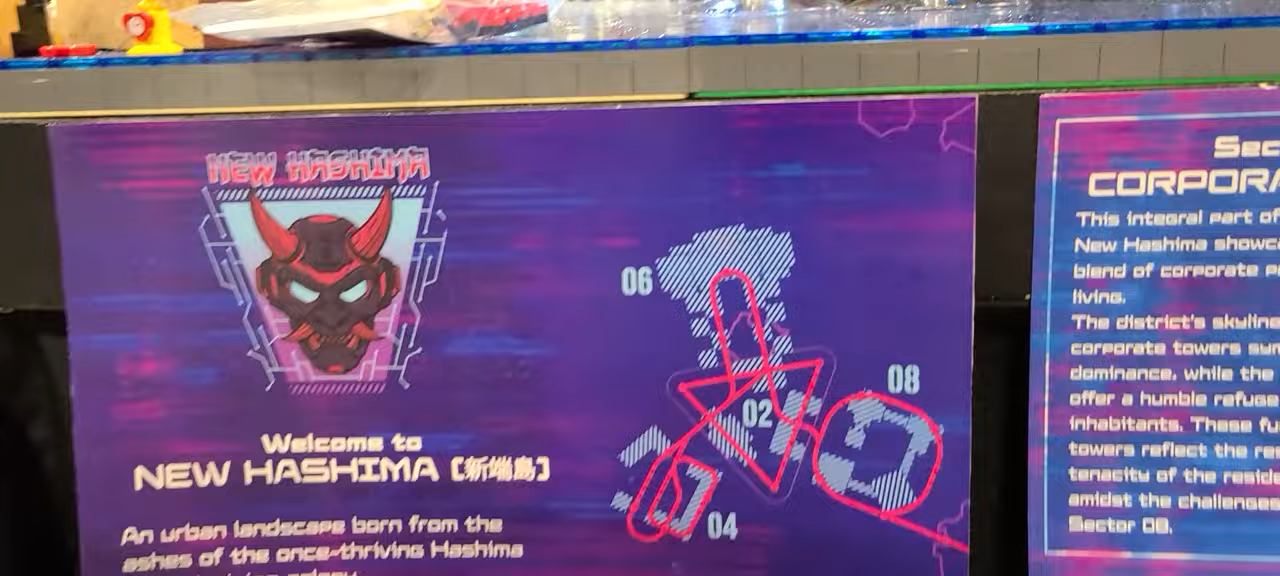 NEW HASHIMA
06
08
02
04
Welcome to
NEW HASHIMA [新端島]
An urban landscape born from the
ashes of the once-thriving Hashima
Sec
CORPORA
This integral part of
New Hashima showc
blend of corporate p
living.
The district's skyline
corporate towers sym
dominance, while the
offer a humble refuge
inhabitants. These fu
towers reflect the res
tenacity of the reside
amidst the challenges
Sector 08.